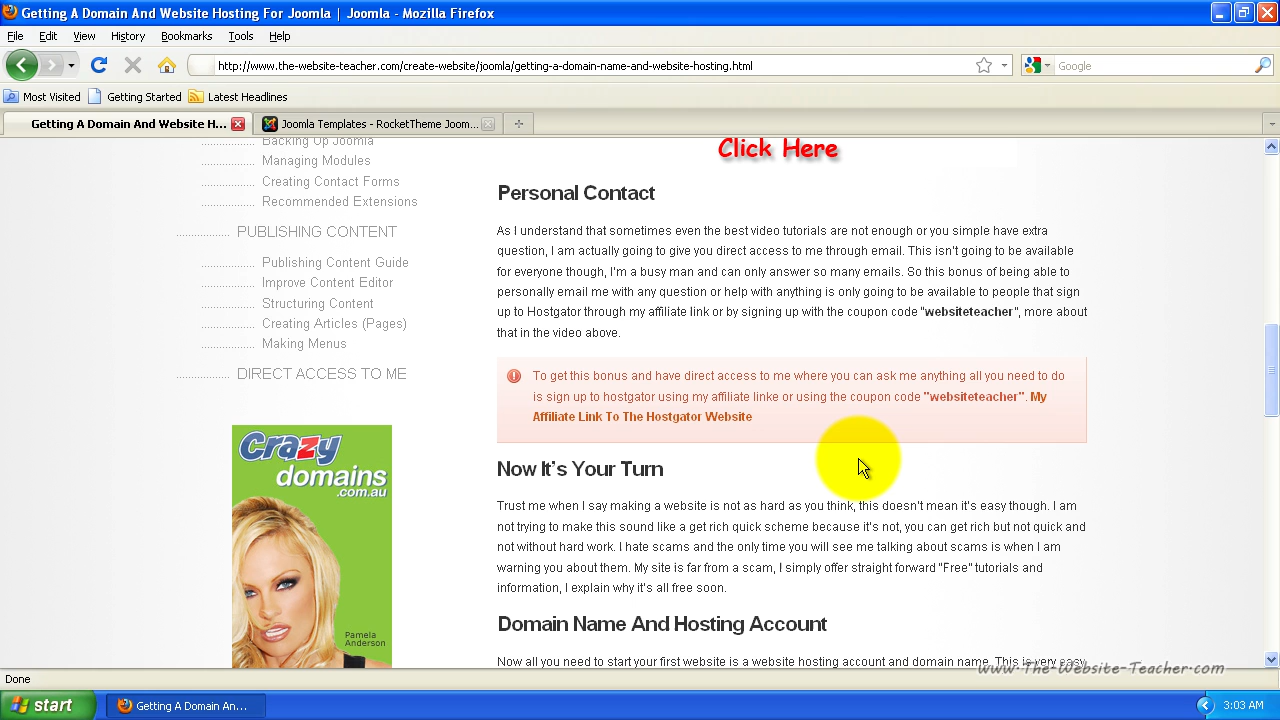 Getting A Domain And Website Hosting For Joomla | Joomla - Mozilla Firefox
File Edit View History Bookmarks Tools Help
http://www.the-website-teacher.com/create-website/joomla/getting-a-domain-name-and-website-hosting.html
Google
Most Visited Getting Started Latest Headlines
Getting A Domain And Website H...
Joomla Templates - RocketTheme Joom...
Backing Up Joomla
Managing Modules
Creating Contact Forms
Recommended Extensions
PUBLISHING CONTENT
Publishing Content Guide
Improve Content Editor
Structuring Content
Creating Articles (Pages)
Making Menus
DIRECT ACCESS TO ME
Crazy
domains
.com.au
Pamela
Anderson
Click Here
Personal Contact
As I understand that sometimes even the best video tutorials are not enough or you simple have extra
question, I am actually going to give you direct access to me through email. This isn't going to be available
for everyone though, I'm a busy man and can only answer so many emails. So this bonus of being able to
personally email me with any question or help with anything is only going to be available to people that sign
up to Hostgator through my affiliate link or by signing up with the coupon code "websiteteacher", more about
that in the video above.
To get this bonus and have direct access to me where you can ask me anything all you need to do
is sign up to hostgator using my affiliate linke or using the coupon code "websiteteacher". My
Affiliate Link To The Hostgator Website
Now It's Your Turn
Trust me when I say making a website is not as hard as you think, this doesn't mean it's easy though. I am
not trying to make this sound like a get rich quick scheme because it's not, you can get rich but not quick and
not without hard work. I hate scams and the only time you will see me talking about scams is when I am
warning you about them. My site is far from a scam, I simply offer straight forward "Free" tutorials and
information, I explain why it's all free soon.
Domain Name And Hosting Account
Now all you need to start your first website is a website hosting account and domain name. This is very easy
www.The-Website-Teacher.com
Done
start
Getting A Domain An...
3:03 AM